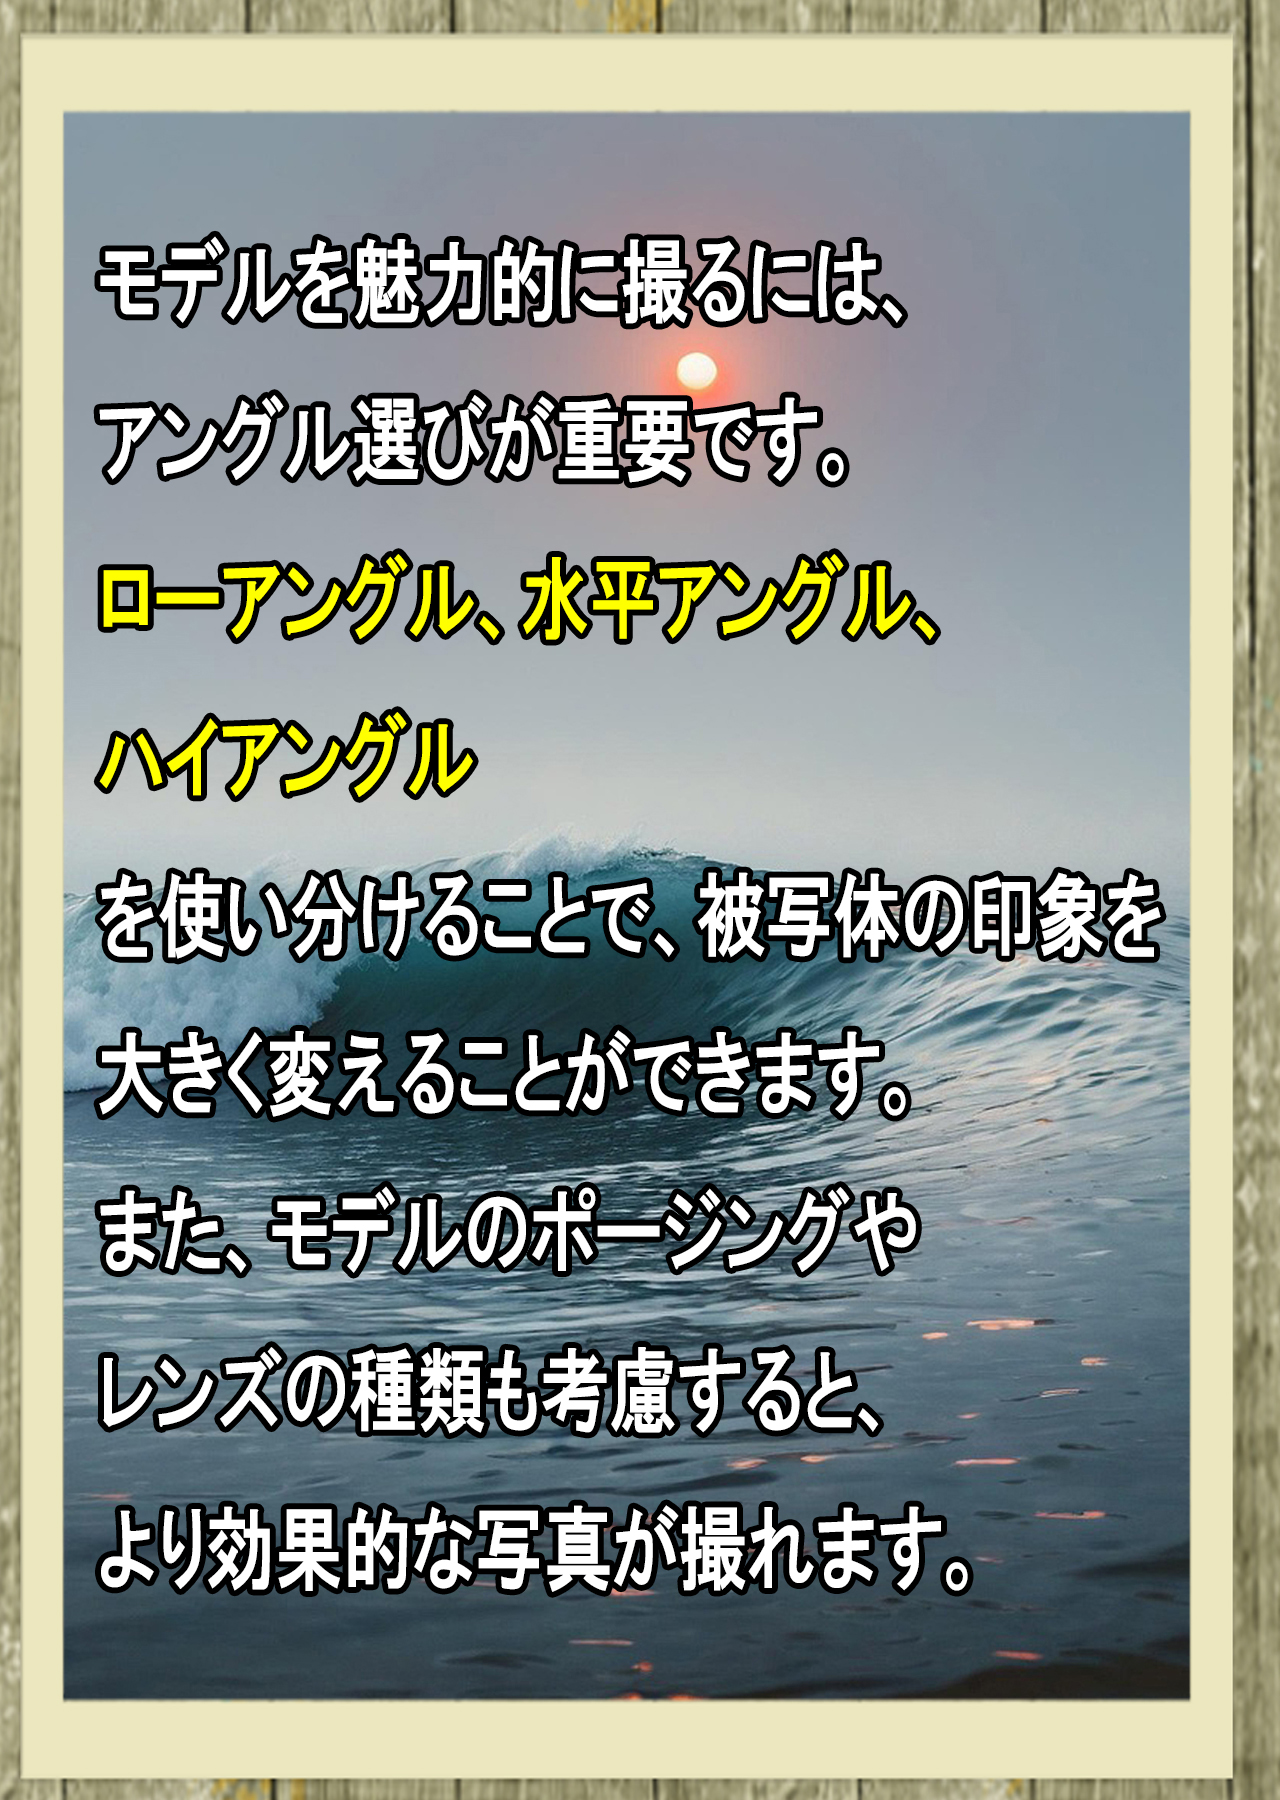 モデルを魅力的に撮るには、
アングル選びが重要です。
ローアングル、水平アングル、
ハイアングル
を使い分けることで、被写体の印象を
大きく変えることができます。
また、モデルのポージングや
レンズの種類も考慮すると、
より効果的な写真が撮れます。